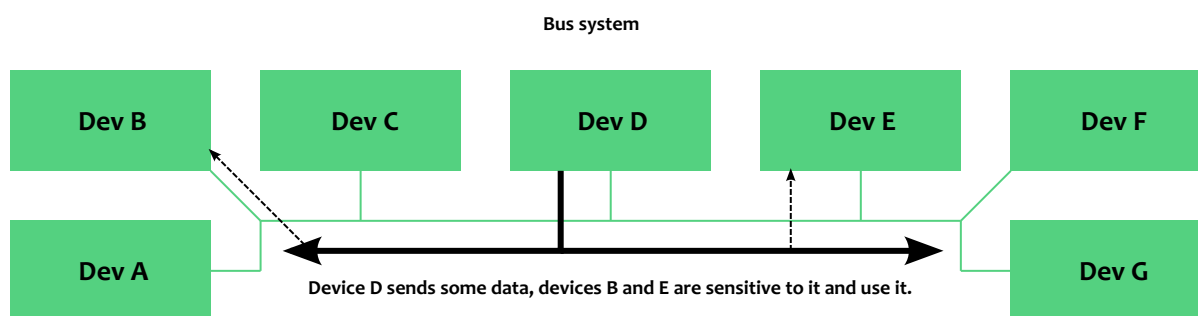 Bus system
Dev B
Dev C
Dev D
Dev E
Dev F
Dev A
Dev G
Device D sends some data, devices B and E are sensitive to it and use it.